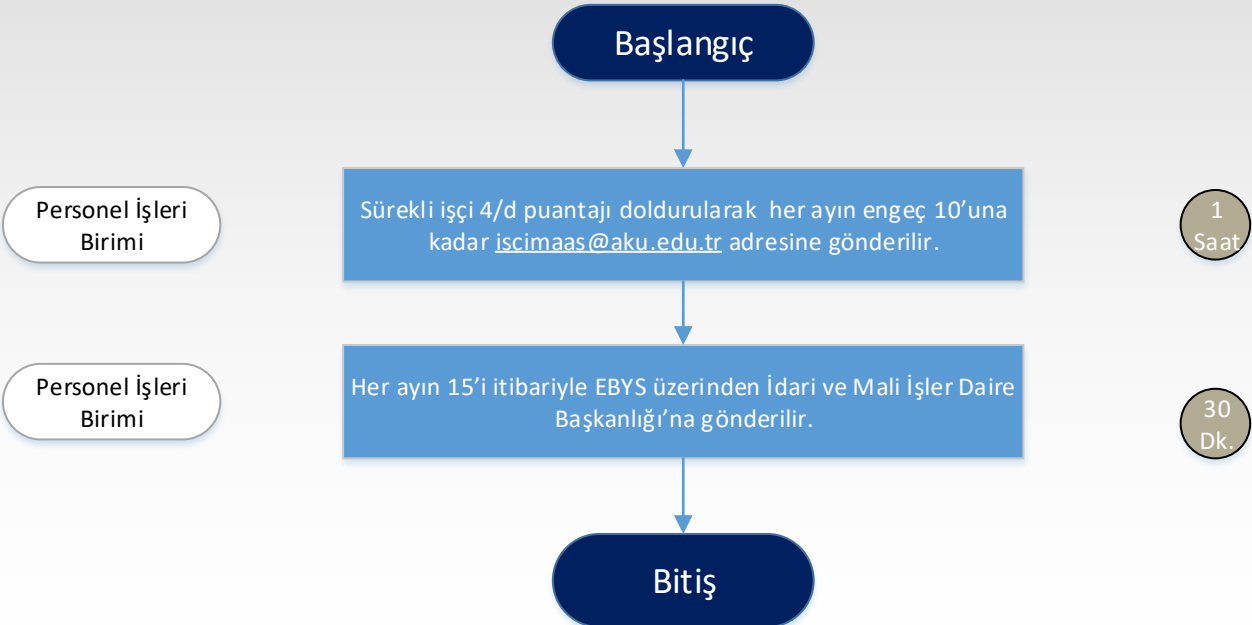 Başlangıç
Personel İşleri
Birimi
Sürekli işçi 4/d puantajı doldurularak her ayın engeç 10’una
kadar iscimaas@aku.edu.tr adresine gönderilir.
1
Saat
Personel İşleri
Birimi
Her ayın 15’i itibariyle EBYS üzerinden İdari ve Mali İşler Daire
Başkanlığı’na gönderilir.
30
Dk.
Bitiş